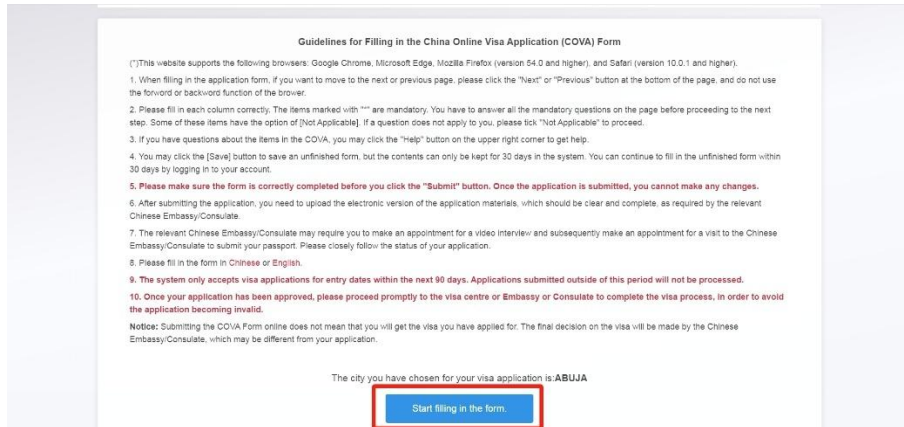 Guidelines for Filling in the China Online Visa Application (COVA) Form
(*)This website supports the following browsers: Google Chrome, Microsoft Edge, Mozilla Firefox (version 54.0 and higher), and Safari (version 10.0.1 and higher).
1. When filling in the application form, if you want to move to the next or previous page, please click the "Next" or "Previous" button at the bottom of the page, and do not use
the forword or backword function of the brower.
2. Please fill in each column correctly. The items marked with "*" are mandatory. You have to answer all the mandatory questions on the page before proceeding to the next
step. Some of these items have the option of [Not Applicable]. If a question does not apply to you, please tick "Not Applicable" to proceed.
3. If you have questions about the items in the COVA, you may click the "Help" button on the upper right corner to get help.
4. You may click the [Save] button to save an unfinished form, but the contents can only be kept for 30 days in the system. You can continue to fill in the unfinished form within
30 days by logging in to your account.
5. Please make sure the form is correctly completed before you click the "Submit" button. Once the application is submitted, you cannot make any changes.
6. After submitting the application, you need to upload the electronic version of the application materials, which should be clear and complete, as required by the relevant
Chinese Embassy/Consulate.
7. The relevant Chinese Embassy/Consulate may require you to make an appointment for a video interview and subsequently make an appointment for a visit to the Chinese
Embassy/Consulate to submit your passport. Please closely follow the status of your application.
8. Please fill in the form in Chinese or English.
9. The system only accepts visa applications for entry dates within the next 90 days. Applications submitted outside of this period will not be processed.
10. Once your application has been approved, please proceed promptly to the visa centre or Embassy or Consulate to complete the visa process, in order to avoid
the application becoming invalid.
Notice: Submitting the COVA Form online does not mean that you will get the visa you have applied for. The final decision on the visa will be made by the Chinese
Embassy/Consulate, which may be different from your application.
The city you have chosen for your visa application is:ABUJA
Start filling in the form.